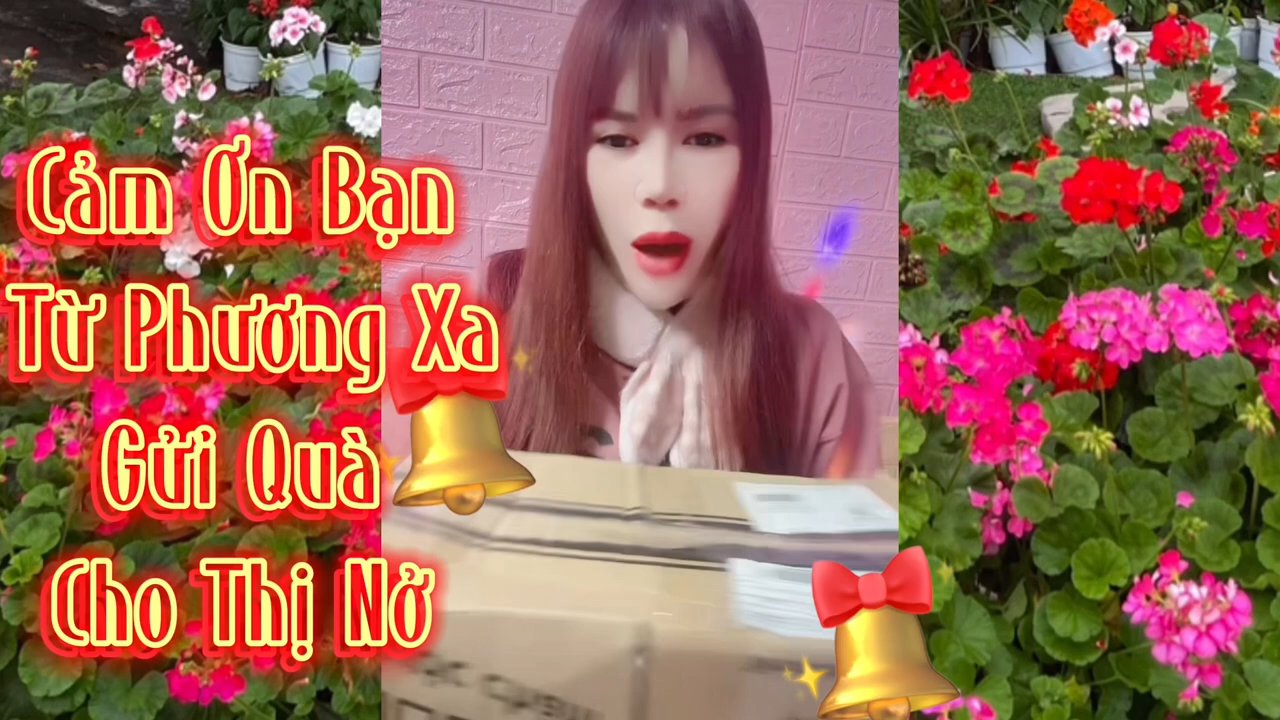 Cảm Ơn Bạn
Từ Phương Xa
Gửi Quà
Cho Thị Nở